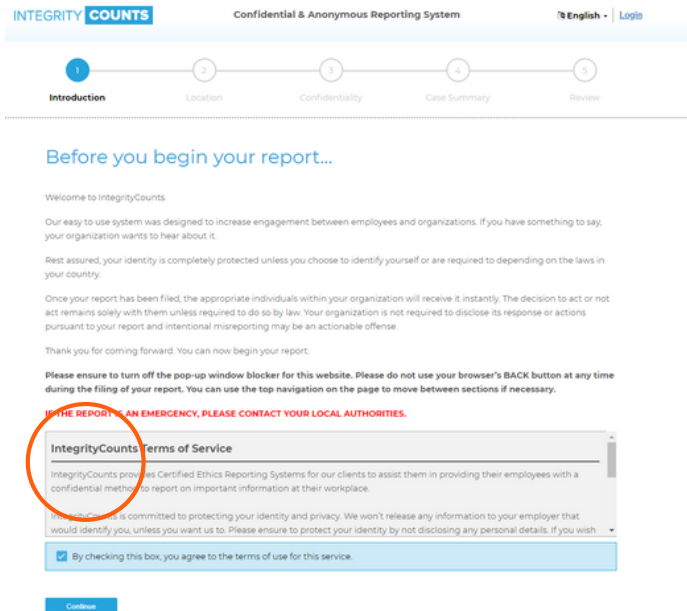 INTEGRITY COUNTS
Confidential & Anonymous Reporting System
English
Login
1
2
3
4
5
Introduction
Location
Confidentiality
Case Summary
Review
Before you begin your report...
Welcome to IntegrityCounts.
Our easy to use system was designed to increase engagement between employees and organizations. If you have something to say,
your organization wants to hear about it.
Rest assured, your identity is completely protected unless you choose to identify yourself or are required to depending on the laws in
your country.
Once your report has been filed, the appropriate individuals within your organization will receive it instantly. The decision to act or not
act remains solely with them unless required to do so by law. Your organization is not required to disclose its response or actions
pursuant to your report and intentional misreporting may be an actionable offense.
Thank you for coming forward. You can now begin your report.
Please ensure to turn off the pop-up window blocker for this website. Please do not use your browser's BACK button at any time
during the filing of your report. You can use the top navigation on the page to move between sections if necessary.
IF THE REPORT IS AN EMERGENCY, PLEASE CONTACT YOUR LOCAL AUTHORITIES.
IntegrityCounts Terms of Service
IntegrityCounts provides Certified Ethics Reporting Systems for our clients to assist them in providing their employees with a
confidential method to report on important information at their workplace.
IntegrityCounts is committed to protecting your identity and privacy. We won't release any information to your employer that
would identify you, unless you want us to. Please ensure to protect your identity by not disclosing any personal details. If you wish
By checking this box, you agree to the terms of use for this service.
Continue